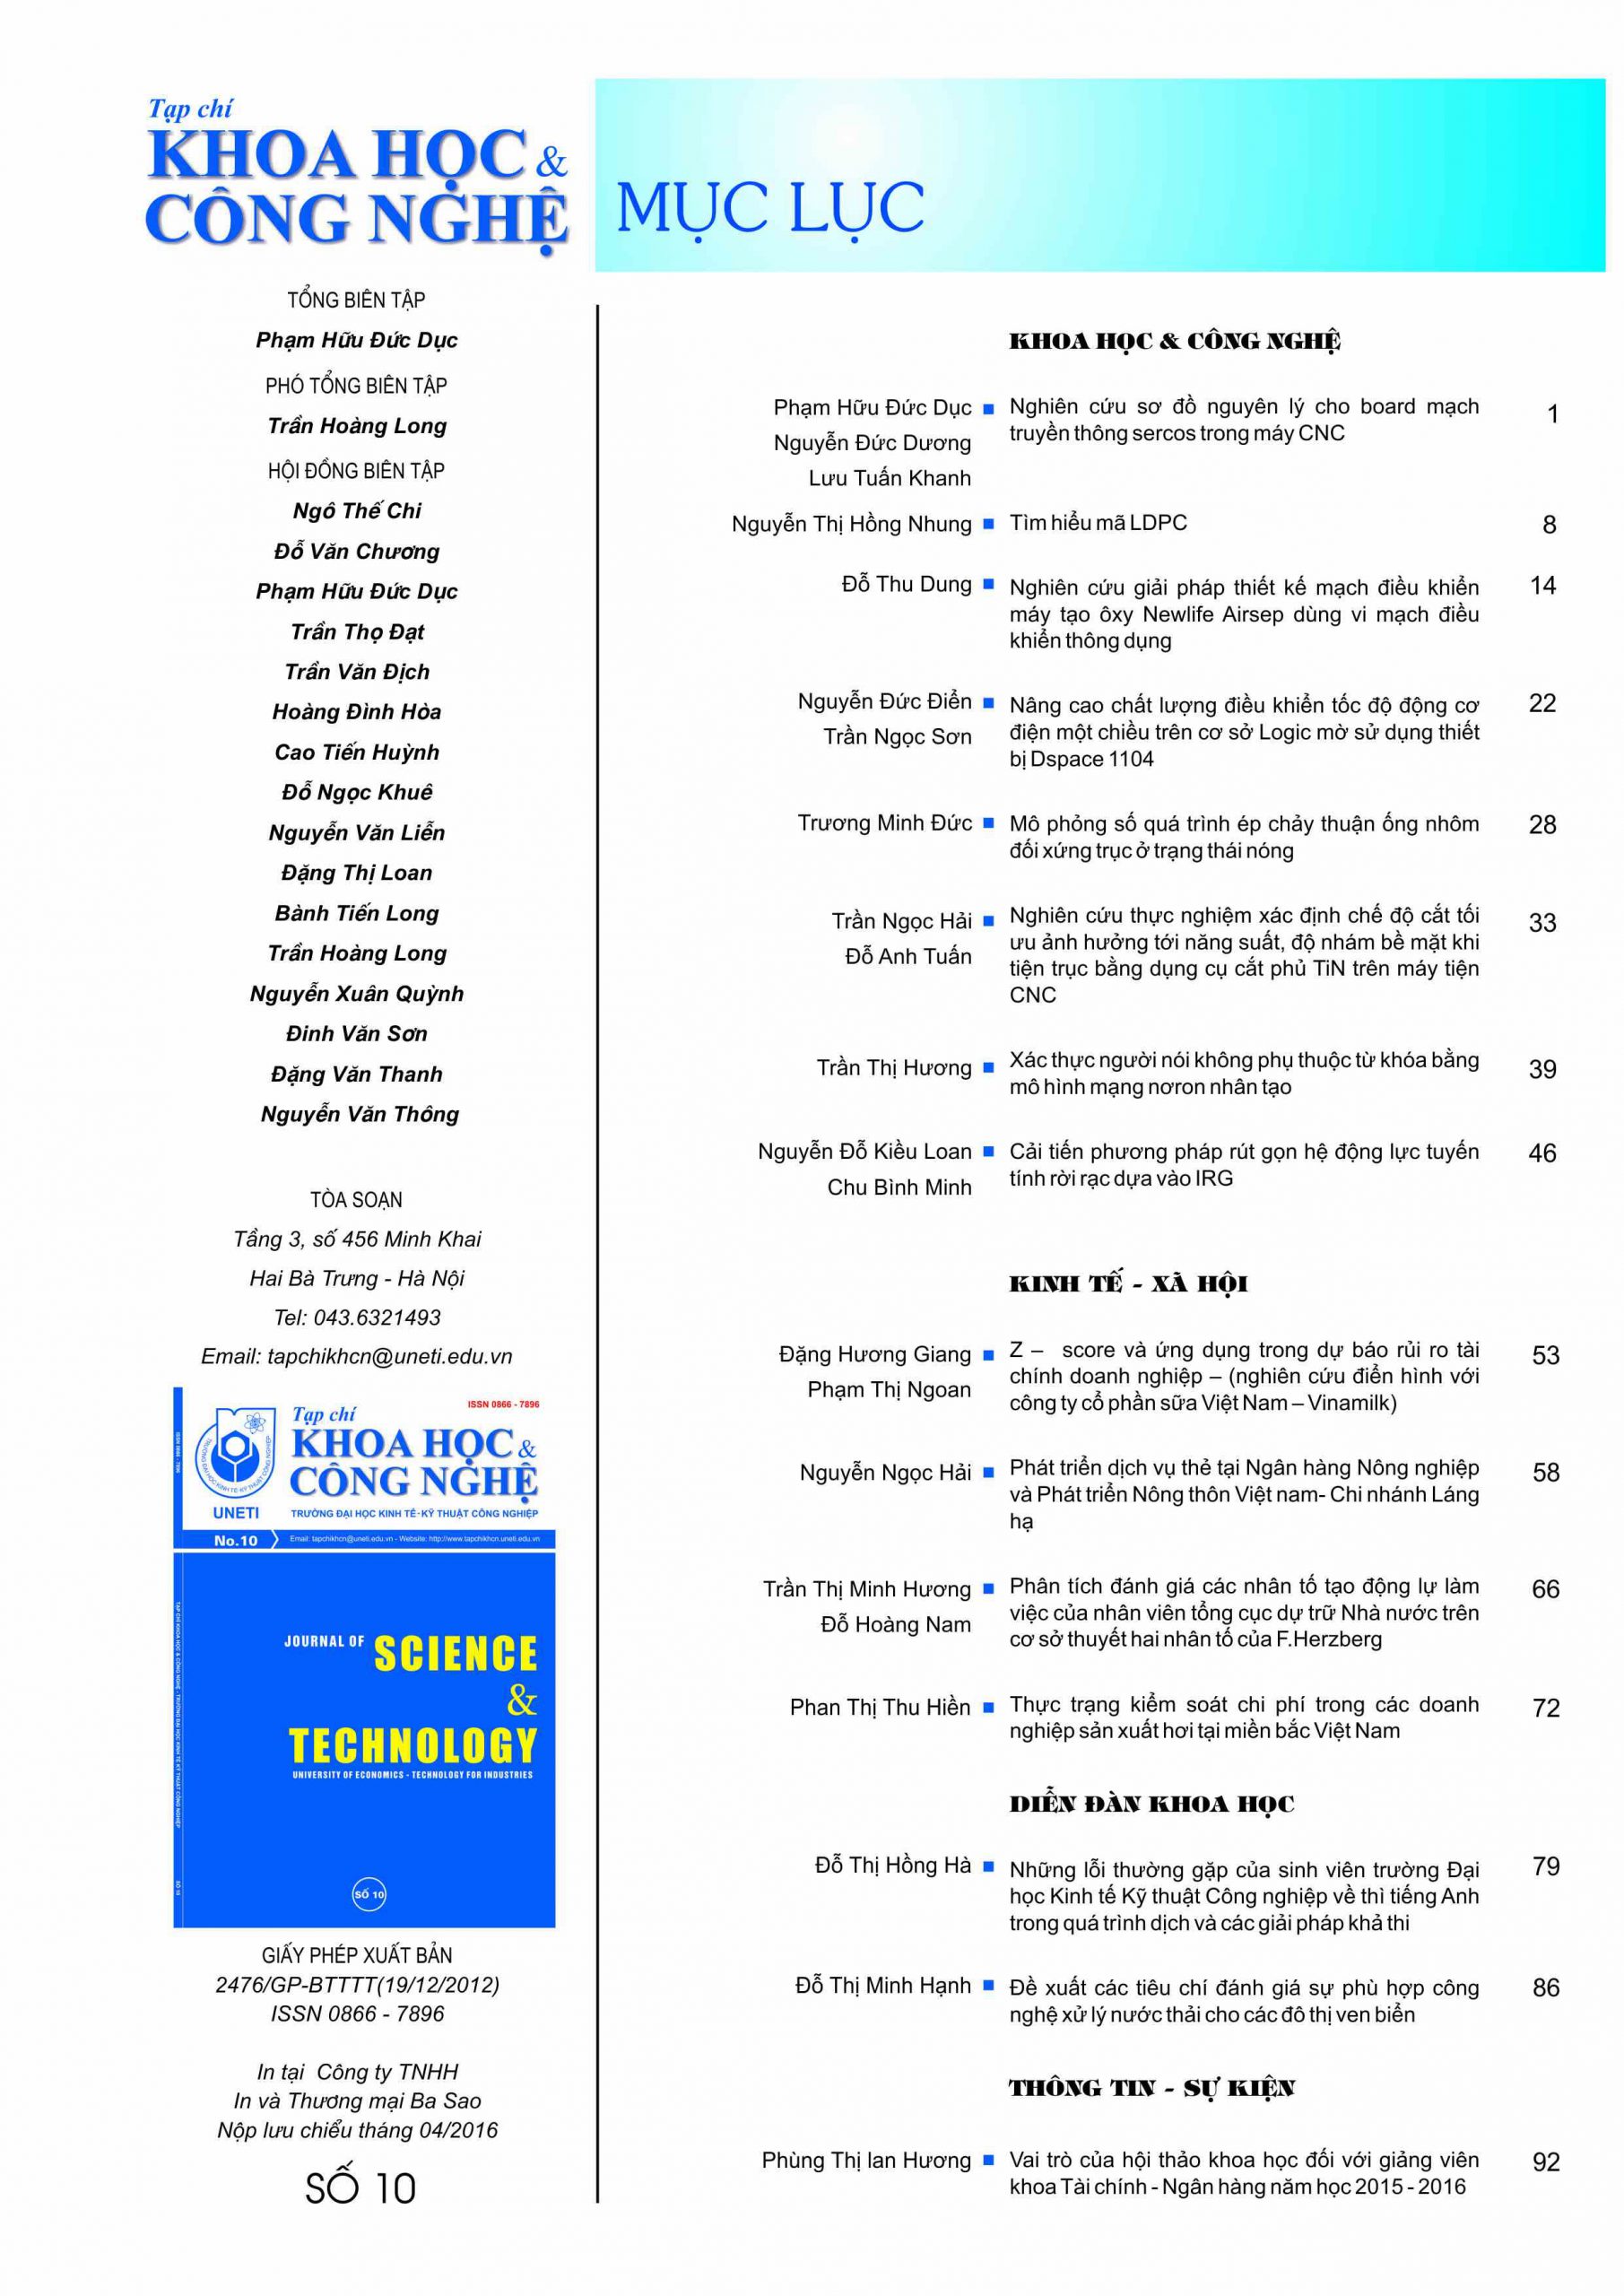 Tạp chí
KHOA HỌC &
CÔNG NGHỆ
MỤC LỤC
TỔNG BIÊN TẬP
Phạm Hữu Đức Dục
PHÓ TỔNG BIÊN TẬP
Trần Hoàng Long
HỘI ĐỒNG BIÊN TẬP
Ngô Thế Chi
Đỗ Văn Chương
Phạm Hữu Đức Dục
Trần Thọ Đạt
Trần Văn Địch
Hoàng Đình Hòa
Cao Tiến Huỳnh
Đỗ Ngọc Khuê
Nguyễn Văn Liễn
Đặng Thị Loan
Bành Tiến Long
Trần Hoàng Long
Nguyễn Xuân Quỳnh
Đinh Văn Sơn
Đặng Văn Thanh
Nguyễn Văn Thông
TÒA SOẠN
Tầng 3, số 456 Minh Khai
Hai Bà Trưng - Hà Nội
Tel: 043.6321493
Email: tapchikhcn@uneti.edu.vn
ISSN 0866 - 7896
Tạp chí
KHOA HỌC &
CÔNG NGHỆ
UNETI
TRƯỜNG ĐẠI HỌC KINH TẾ-KỸ THUẬT CÔNG NGHIỆP
No.10
Email: tapchikhcn@uneti.edu.vn - Website: http://www.tapchikhcn.uneti.edu.vn
JOURNAL OF SCIENCE
&
TECHNOLOGY
UNIVERSITY OF ECONOMICS - TECHNOLOGY FOR INDUSTRIES
SỐ 10
GIẤY PHÉP XUẤT BẢN
2476/GP-BTTTT(19/12/2012)
ISSN 0866 - 7896
In tại Công ty TNHH
In và Thương mại Ba Sao
Nộp lưu chiểu tháng 04/2016
SỐ 10
KHOA HỌC & CÔNG NGHỆ
Phạm Hữu Đức Dục
Nguyễn Đức Dương
Lưu Tuấn Khanh
Nghiên cứu sơ đồ nguyên lý cho board mạch
truyền thông sercos trong máy CNC
1
Nguyễn Thị Hồng Nhung
Tìm hiểu mã LDPC
8
Đỗ Thu Dung
Nghiên cứu giải pháp thiết kế mạch điều khiển
máy tạo ôxy Newlife Airsep dùng vi mạch điều
khiển thông dụng
14
Nguyễn Đức Điển
Trần Ngọc Sơn
Nâng cao chất lượng điều khiển tốc độ động cơ
điện một chiều trên cơ sở Logic mờ sử dụng thiết
bị Dspace 1104
22
Trương Minh Đức
Mô phỏng số quá trình ép chảy thuận ống nhôm
đối xứng trục ở trạng thái nóng
28
Trần Ngọc Hải
Đỗ Anh Tuấn
Nghiên cứu thực nghiệm xác định chế độ cắt tối
ưu ảnh hưởng tới năng suất, độ nhám bề mặt khi
tiện trục bằng dụng cụ cắt phủ TiN trên máy tiện
CNC
33
Trần Thị Hương
Xác thực người nói không phụ thuộc từ khóa bằng
mô hình mạng nơron nhân tạo
39
Nguyễn Đỗ Kiều Loan
Chu Bình Minh
Cải tiến phương pháp rút gọn hệ động lực tuyến
tính rời rạc dựa vào IRG
46
KINH TẾ - XÃ HỘI
Đặng Hương Giang
Phạm Thị Ngoan
Z – score và ứng dụng trong dự báo rủi ro tài
chính doanh nghiệp – (nghiên cứu điển hình với
công ty cổ phần sữa Việt Nam – Vinamilk)
53
Nguyễn Ngọc Hải
Phát triển dịch vụ thẻ tại Ngân hàng Nông nghiệp
và Phát triển Nông thôn Việt nam- Chi nhánh Láng
hạ
58
Trần Thị Minh Hương
Đỗ Hoàng Nam
Phân tích đánh giá các nhân tố tạo động lự làm
việc của nhân viên tổng cục dự trữ Nhà nước trên
cơ sở thuyết hai nhân tố của F.Herzberg
66
Phan Thị Thu Hiền
Thực trạng kiểm soát chi phí trong các doanh
nghiệp sản xuất hơi tại miền bắc Việt Nam
72
DIỄN ĐÀN KHOA HỌC
Đỗ Thị Hồng Hà
Những lỗi thường gặp của sinh viên trường Đại
học Kinh tế Kỹ thuật Công nghiệp về thì tiếng Anh
trong quá trình dịch và các giải pháp khả thi
79
Đỗ Thị Minh Hạnh
Đề xuất các tiêu chí đánh giá sự phù hợp công
nghệ xử lý nước thải cho các đô thị ven biển
86
THÔNG TIN - SỰ KIỆN
Phùng Thị lan Hương
Vai trò của hội thảo khoa học đối với giảng viên
khoa Tài chính - Ngân hàng năm học 2015 - 2016
92